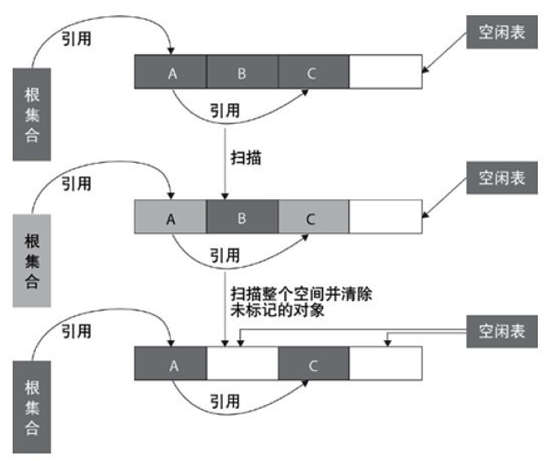 引用
空闲表
根集合
A B C
引用
扫描
引用
空闲表
根集合
A B C
引用
扫描整个空间并清除
未标记的对象
引用
空闲表
根集合
A C
引用